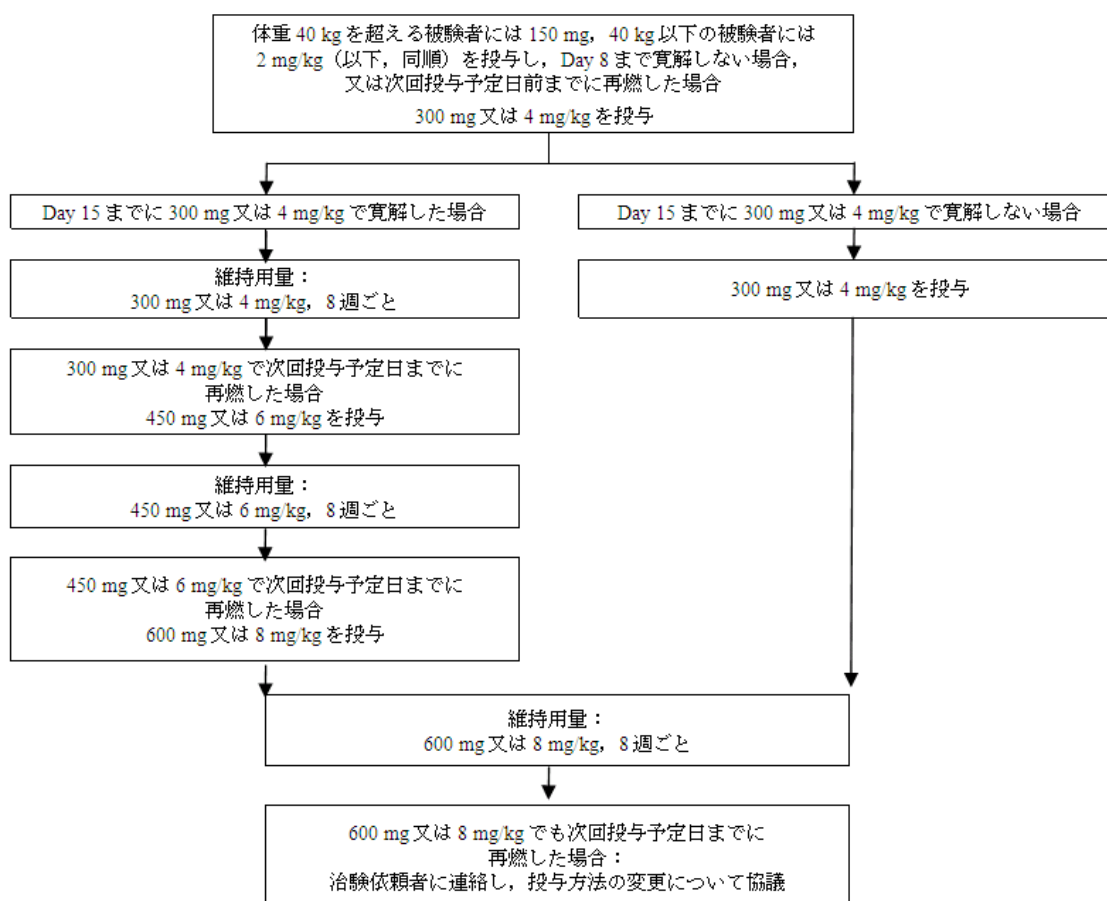 体重 40 kg を超える被験者には 150 mg，40 kg 以下の被験者には
2 mg/kg（以下，同順）を投与し，Day 8 まで寛解しない場合，
又は次回投与予定日前までに再燃した場合
300 mg 又は 4 mg/kg を投与
Day 15 までに 300 mg 又は 4 mg/kg で寛解した場合
Day 15 までに 300 mg 又は 4 mg/kg で寛解しない場合
維持用量：
300 mg 又は 4 mg/kg，8 週ごと
300 mg 又は 4 mg/kg を投与
300 mg 又は 4 mg/kg で次回投与予定日までに
再燃した場合
450 mg 又は 6 mg/kg を投与
維持用量：
450 mg 又は 6 mg/kg，8 週ごと
450 mg 又は 6 mg/kg で次回投与予定日までに
再燃した場合
600 mg 又は 8 mg/kg を投与
維持用量：
600 mg 又は 8 mg/kg，8 週ごと
600 mg 又は 8 mg/kg でも次回投与予定日までに
再燃した場合：
治験依頼者に連絡し，投与方法の変更について協議